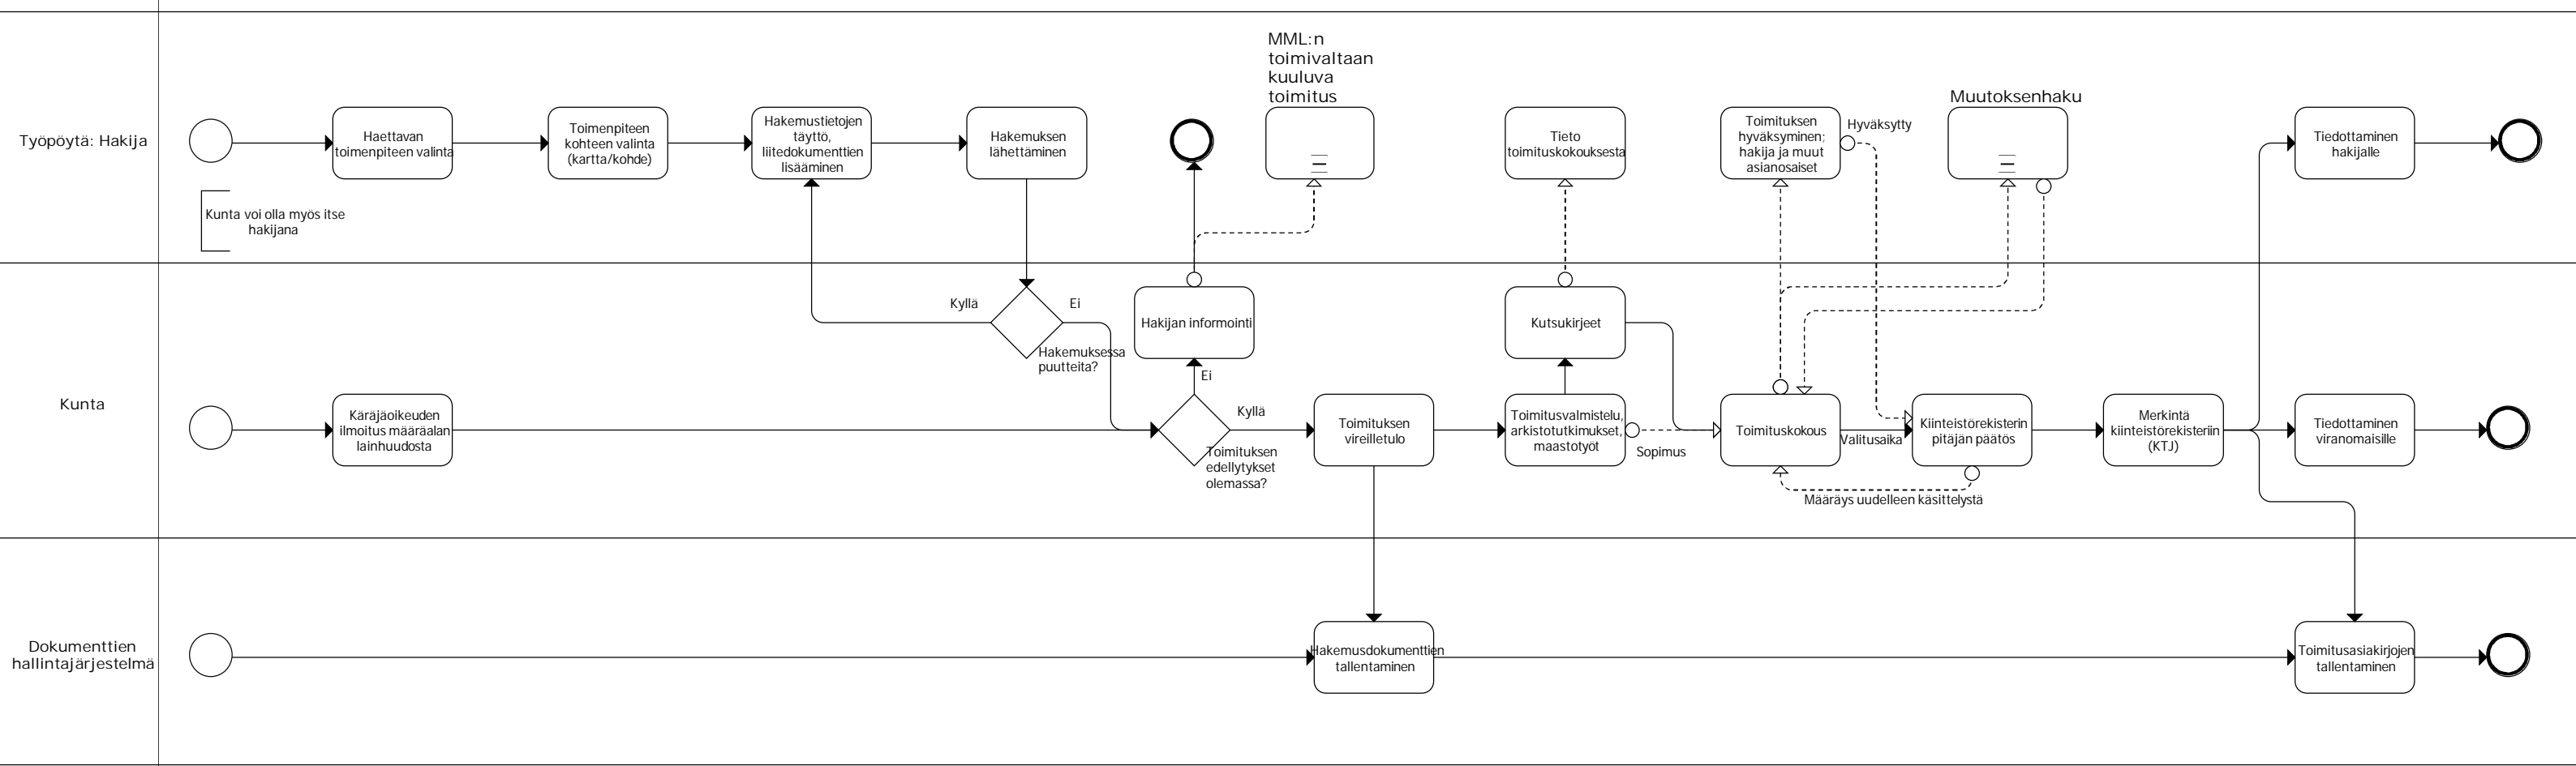 MML:n
toimivaltaan
kuuluva
toimitus
Muutoksenhaku
Työpöytä: Hakija
Haettavan
toimenpiteen valinta
Toimenpiteen
kohteen valinta
(kartta/kohde)
Hakemustietojen
täyttö,
liitedokumenttien
lisääminen
Hakemuksen
lähettäminen
Tieto
toimituskokouksesta
Toimituksen
hyväksyminen;
hakija ja muut
asianosaiset
Hyväksytty
Tiedottaminen
hakijalle
Kunta voi olla myös itse
hakijana
Kyllä
Ei
Hakemuksessa
puutteita?
Hakijan informointi
Kutsukirjeet
Ei
Kunta
Käräjäoikeuden
ilmoitus määräalan
lainhuudosta
Kyllä
Toimituksen
edellytykset
olemassa?
Toimituksen
vireilletulo
Toimitusvalmistelu,
arkistotutkimukset,
maastotyöt
Sopimus
Toimituskokous
Valitusaika
Kiinteistörekisterin
pitäjän päätös
Merkintä
kiinteistörekisteriin
(KTJ)
Tiedottaminen
viranomaisille
Määräys uudelleen käsittelystä
Dokumenttien
hallintajärjestelmä
Hakemusdokumenttien
tallentaminen
Toimitusasiakirjojen
tallentaminen